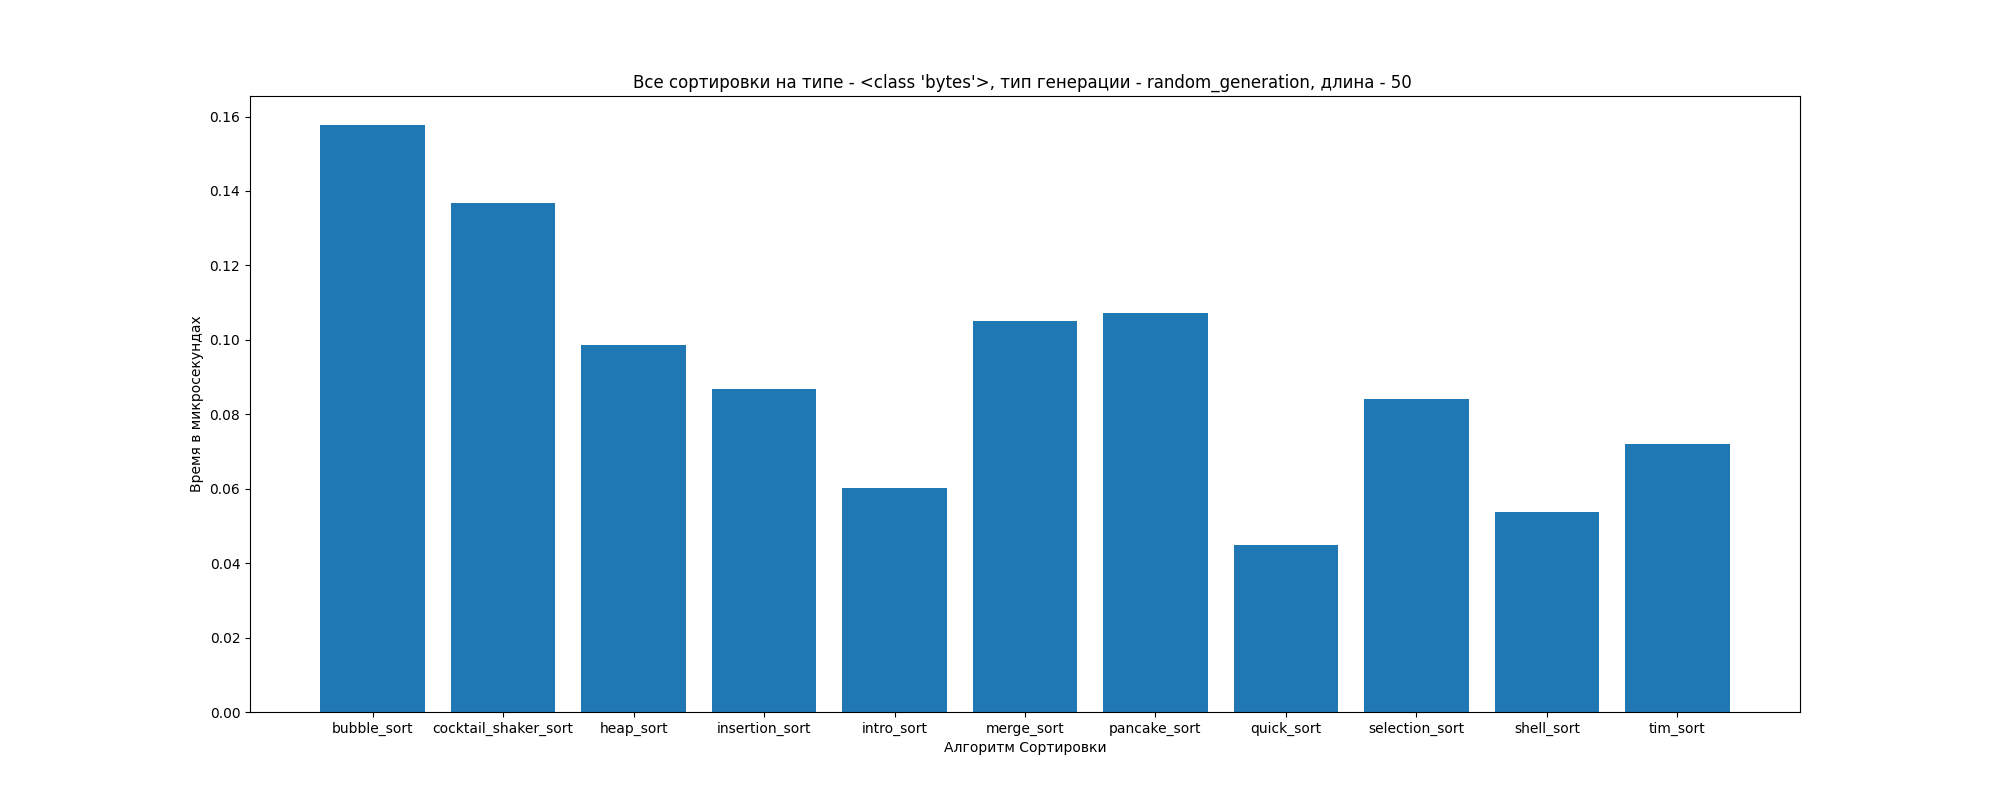 Все сортировки на типе - <class 'bytes'>, тип генерации - random_generation, длина - 50
0.16
0.14
0.12
0.10
0.08
0.06
0.04
0.02
0.00
Время в микросекундах
bubble_sort cocktail_shaker_sort heap_sort insertion_sort intro_sort merge_sort pancake_sort quick_sort selection_sort shell_sort tim_sort
Алгоритм Сортировки